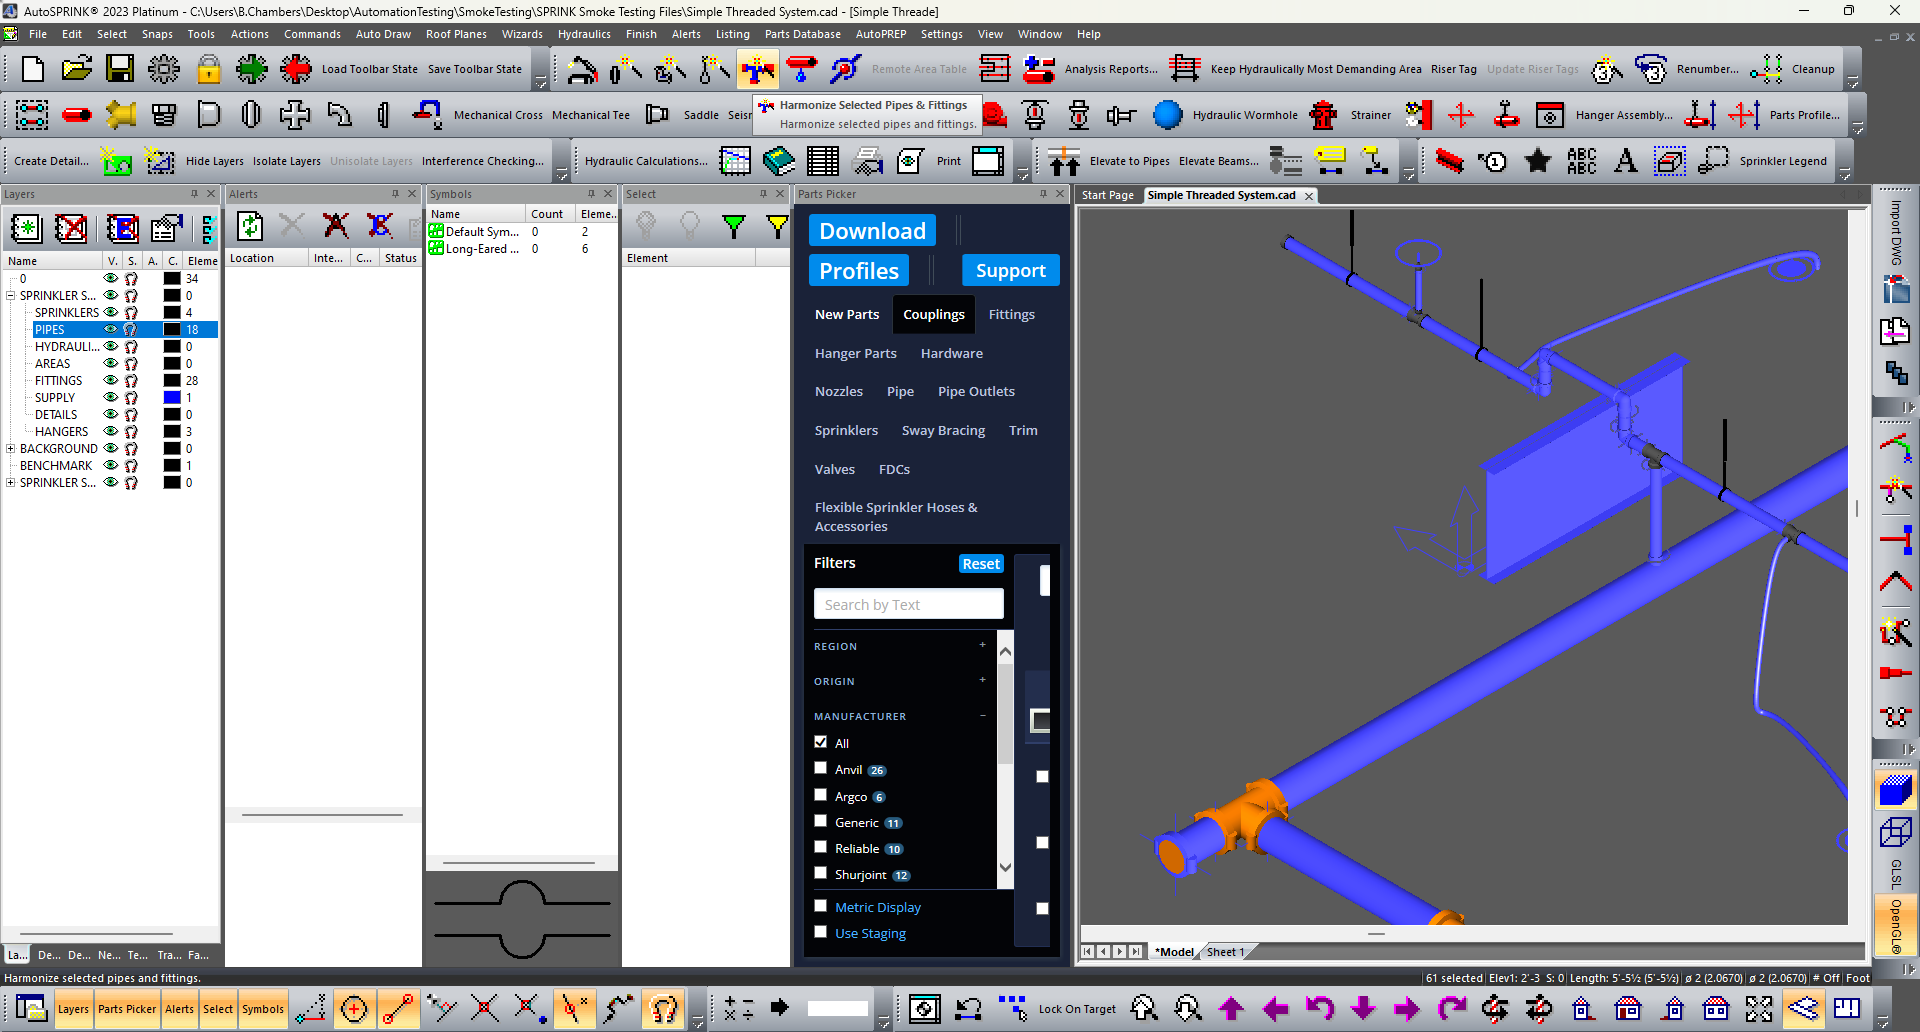 AutoSPRINK® 2023 Platinum - C:\Users\B.Chambers\Desktop\AutomationTesting\SmokeTesting\SPRINK Smoke Testing Files\Simple Threaded System.cad - [Simple Threade]
File Edit Select Snaps Tools Actions Commands Auto Draw Roof Planes Wizards Hydraulics Finish Alerts Listing Parts Database AutoPREP Settings View Window Help
Load Toolbar State Save Toolbar State Remote Area Table Analysis Reports... Keep Hydraulically Most Demanding Area Riser Tag Update Riser Tags Renumber... Cleanup
Mechanical Cross Mechanical Tee Saddle Seisr Hydraulic Wormhole Strainer Hanger Assembly... Parts Profile...
Harmonize Selected Pipes & Fittings
Harmonize selected pipes and fittings.
Create Detail... Hide Layers Isolate Layers Unisolate Layers Interference Checking... Hydraulic Calculations... Print Elevate to Pipes Elevate Beams... ABC ABC A Sprinkler Legend
Layers Alerts Symbols Select Parts Picker
Start Page Simple Threaded System.cad
Name V. S. A. C. Eleme
0 34
SPRINKLER S... 0
SPRINKLERS 4
PIPES 18
HYDRAULI... 0
AREAS 0
FITTINGS 28
SUPPLY 1
DETAILS 0
HANGERS 3
BACKGROUND 0
BENCHMARK 1
SPRINKLER S... 0
La... De... De... Ne... Te... Tra... Fa...
Location Inte... C... Status
Name Count Eleme..
Default Sym... 0 2
Long-Eared ... 0 6
Element
Download
Profiles Support
New Parts Couplings Fittings
Hanger Parts Hardware
Nozzles Pipe Pipe Outlets
Sprinklers Sway Bracing Trim
Valves FDCs
Flexible Sprinkler Hoses &
Accessories
Filters Reset
Search by Text
REGION +
ORIGIN +
MANUFACTURER −
All
Anvil 26
Argco 6
Generic 11
Reliable 10
Shurjoint 12
Metric Display
Use Staging
*Model Sheet 1
Import DWG
GLSL
OpenGL®
Harmonize selected pipes and fittings.
61 selected Elev1: 2'-3 S: 0 Length: 5'-5½ (5'-5½) ø 2 (2.0670) ø 2 (2.0670) # Off Foot
Layers Parts Picker Alerts Select Symbols Lock On Target